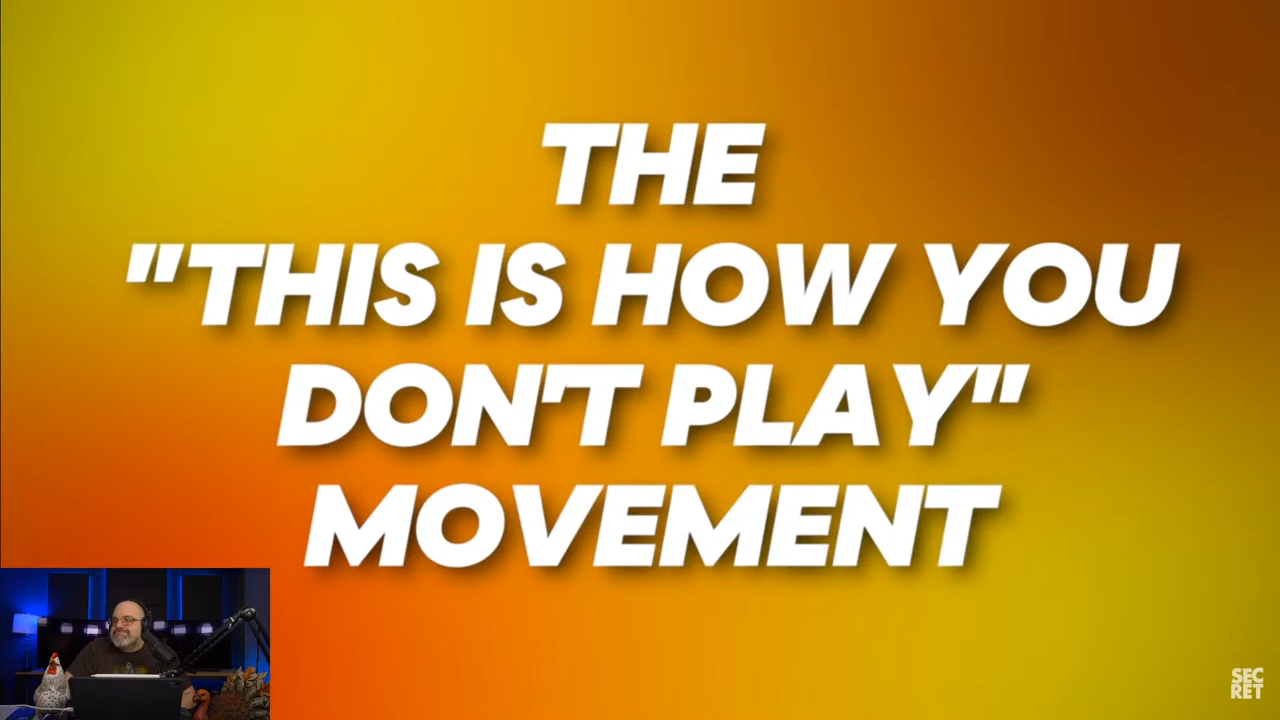 THE
"THIS IS HOW YOU
DON'T PLAY"
MOVEMENT
SEC
RET